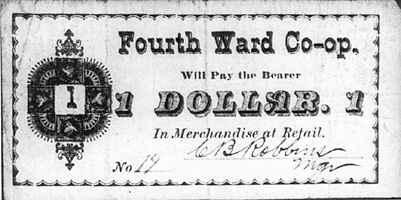 Fourth Ward Co-op.
Will Pay the Bearer
1
1 DOLLAR. 1
In Merchandise at Retail.
C B Robbins
No 17
Mgr